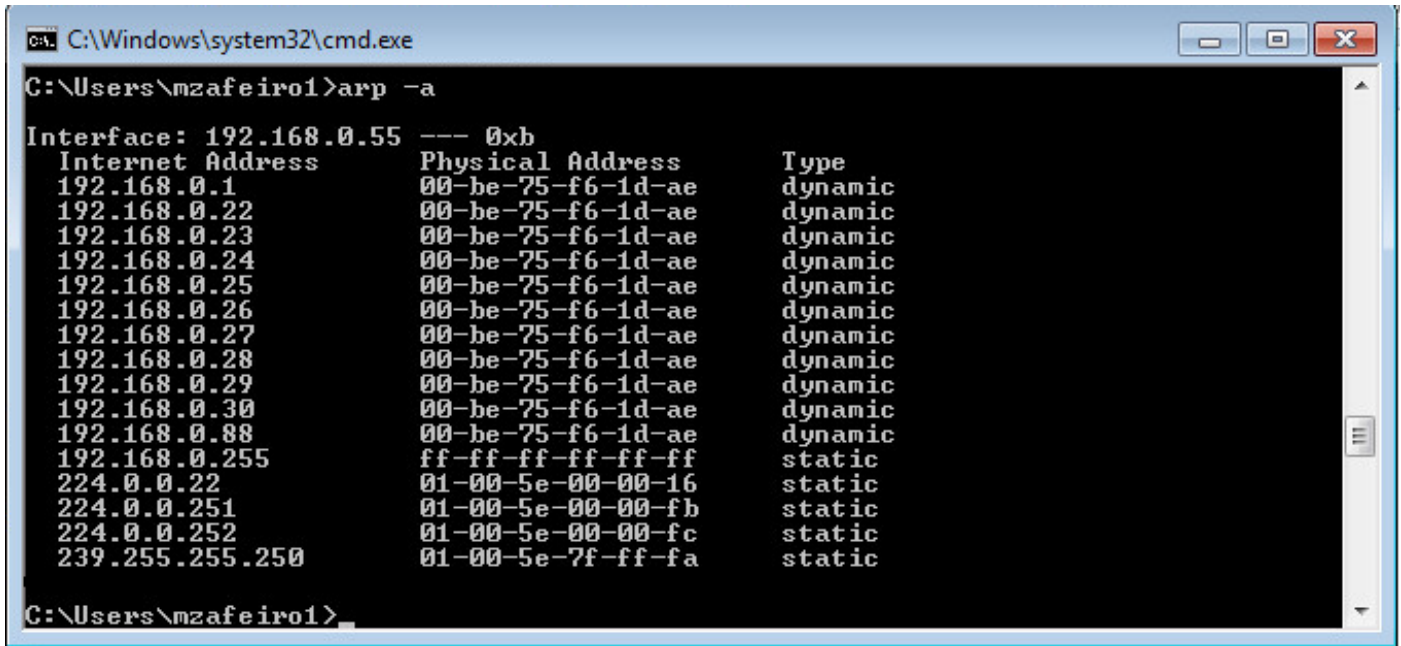 C:\Windows\system32\cmd.exe
C:\Users\mzafeiro1>arp -a
Interface: 192.168.0.55 --- 0xb
Internet Address Physical Address Type
192.168.0.1 00-be-75-f6-1d-ae dynamic
192.168.0.22 00-be-75-f6-1d-ae dynamic
192.168.0.23 00-be-75-f6-1d-ae dynamic
192.168.0.24 00-be-75-f6-1d-ae dynamic
192.168.0.25 00-be-75-f6-1d-ae dynamic
192.168.0.26 00-be-75-f6-1d-ae dynamic
192.168.0.27 00-be-75-f6-1d-ae dynamic
192.168.0.28 00-be-75-f6-1d-ae dynamic
192.168.0.29 00-be-75-f6-1d-ae dynamic
192.168.0.30 00-be-75-f6-1d-ae dynamic
192.168.0.88 00-be-75-f6-1d-ae dynamic
192.168.0.255 ff-ff-ff-ff-ff-ff static
224.0.0.22 01-00-5e-00-00-16 static
224.0.0.251 01-00-5e-00-00-fb static
224.0.0.252 01-00-5e-00-00-fc static
239.255.255.250 01-00-5e-7f-ff-fa static
C:\Users\mzafeiro1>_